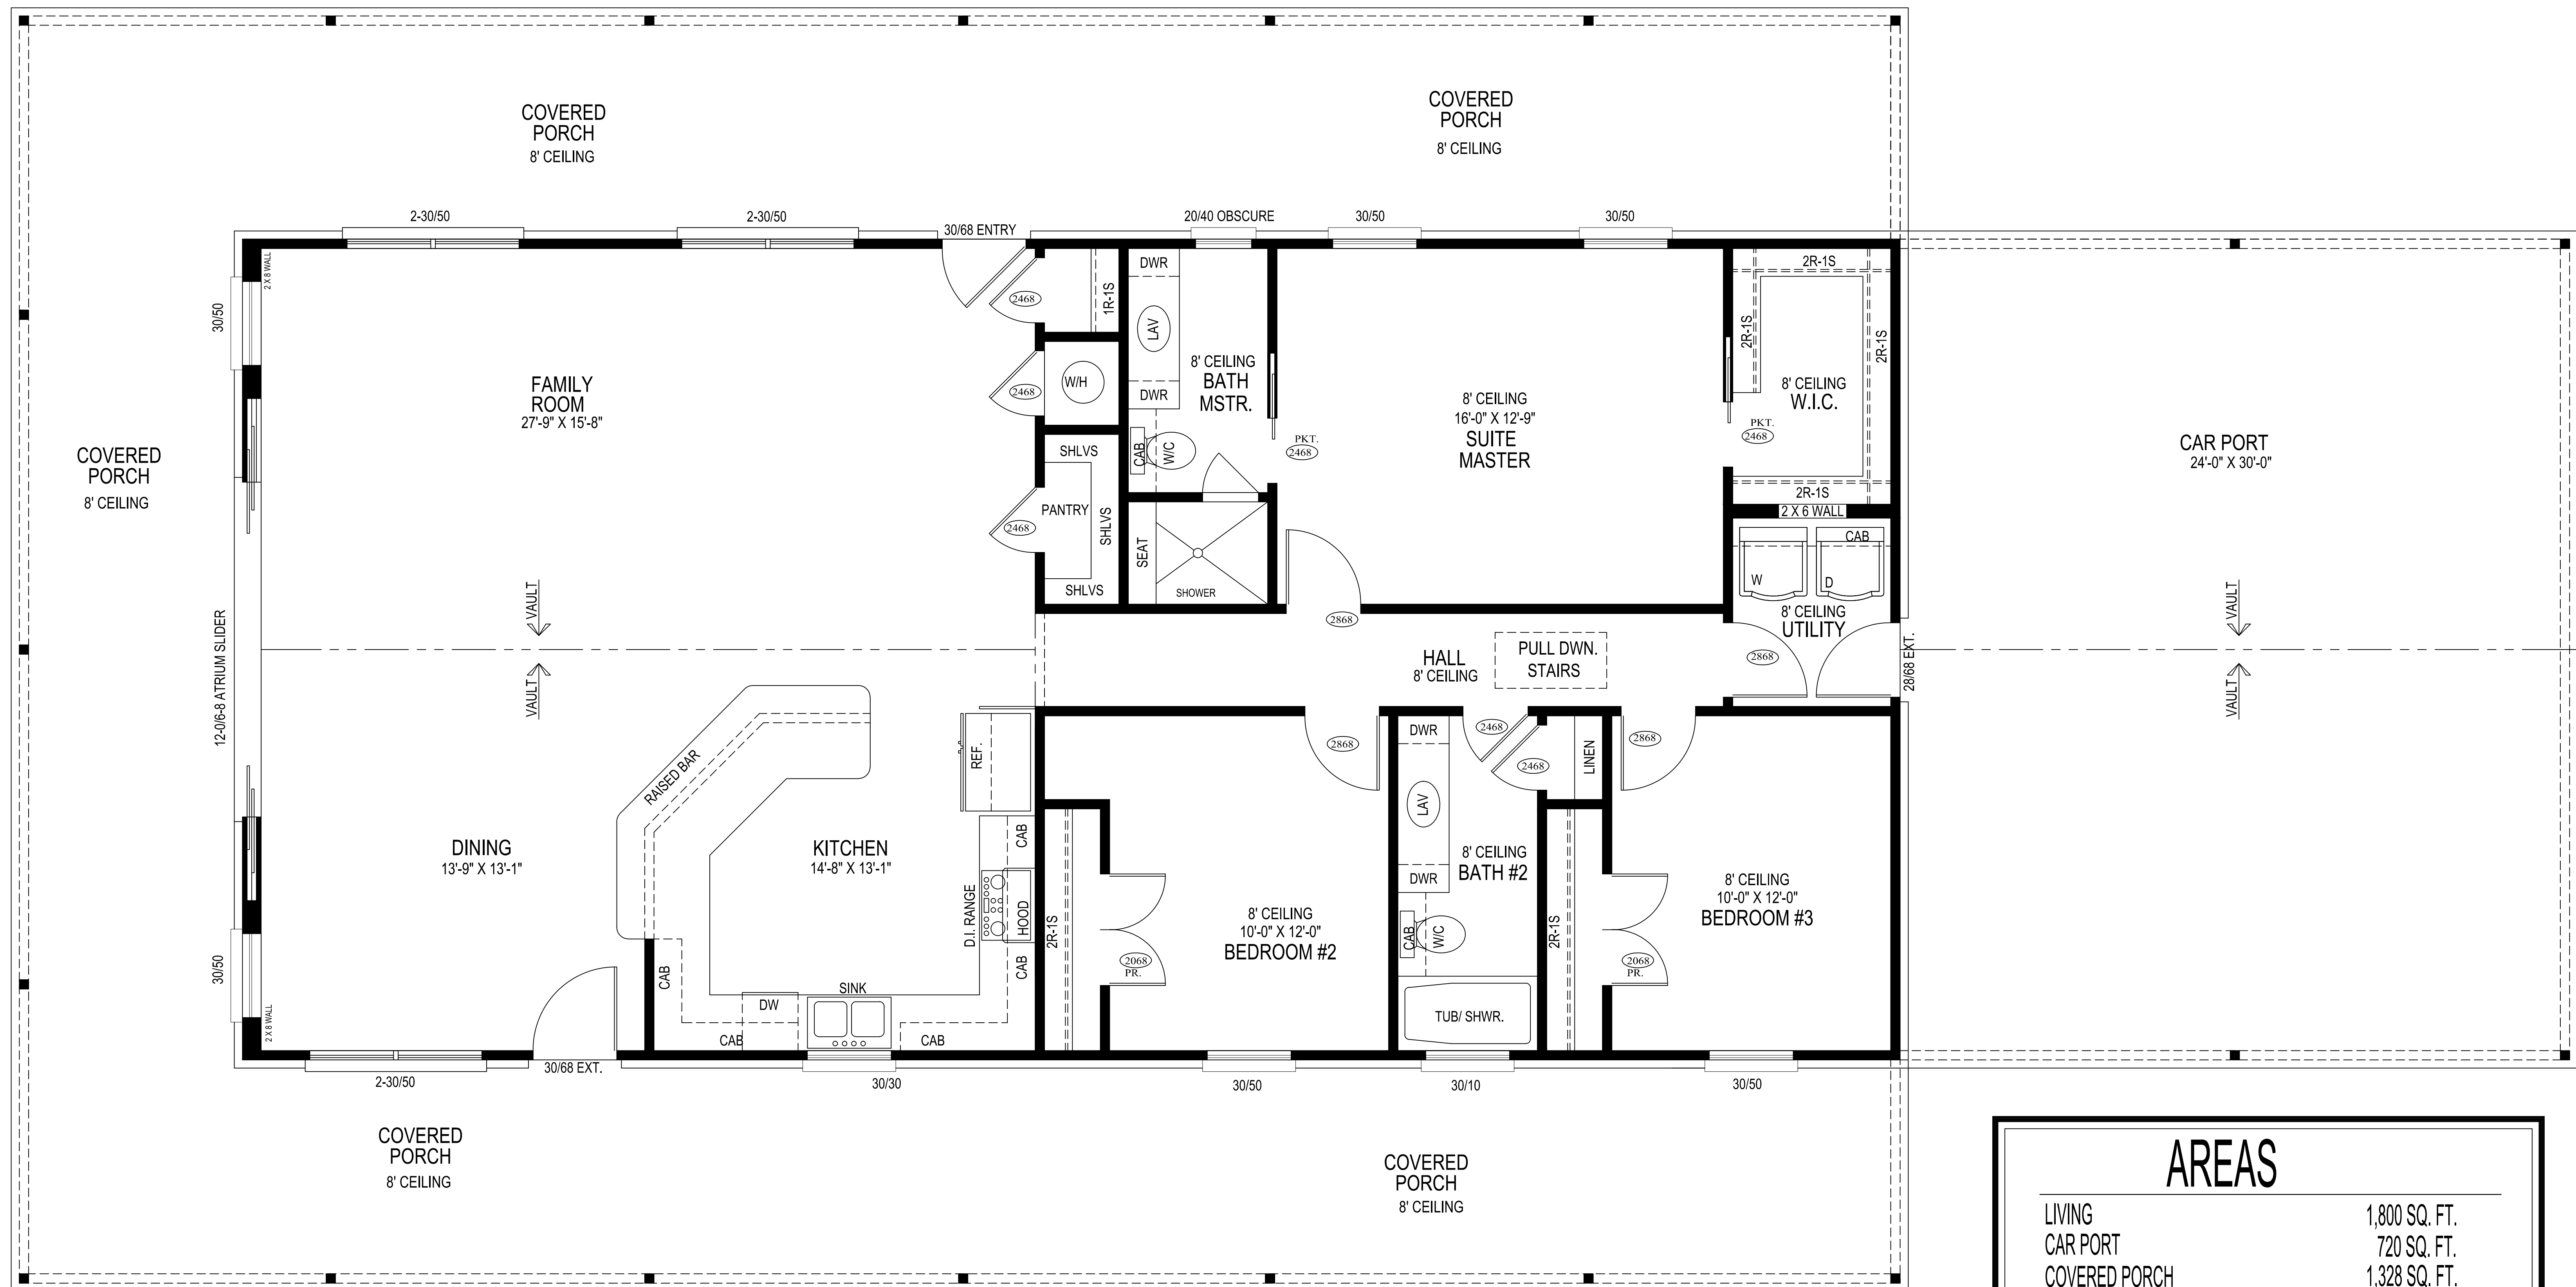 COVERED
PORCH
8' CEILING
COVERED
PORCH
8' CEILING
2-30/50
2-30/50
30/68 ENTRY
20/40 OBSCURE
30/50
30/50
2 X 8 WALL
30/50
FAMILY
ROOM
27'-9" X 15'-8"
2468
1R-1S
2468
W/H
SHLVS
PANTRY
SHLVS
2468
SHLVS
DWR
LAV
DWR
8' CEILING
BATH
MSTR.
CAB
W/C
PKT.
2468
SEAT
SHOWER
8' CEILING
16'-0" X 12'-9"
SUITE
MASTER
2R-1S
2R-1S
2R-1S
8' CEILING
W.I.C.
PKT.
2468
2R-1S
2 X 6 WALL
CAB
W
D
8' CEILING
UTILITY
2868
28/68 EXT.
CAR PORT
24'-0" X 30'-0"
VAULT
VAULT
COVERED
PORCH
8' CEILING
12-0/6-8 ATRIUM SLIDER
VAULT
VAULT
2868
HALL
8' CEILING
PULL DWN.
STAIRS
RAISED BAR
REF.
DINING
13'-9" X 13'-1"
KITCHEN
14'-8" X 13'-1"
CAB
D.I. RANGE
HOOD
CAB
CAB
SINK
DW
CAB
CAB
2868
2R-1S
8' CEILING
10'-0" X 12'-0"
BEDROOM #2
2068
PR.
DWR
2468
2468
LINEN
LAV
8' CEILING
BATH #2
DWR
CAB
W/C
TUB/ SHWR.
2868
2R-1S
8' CEILING
10'-0" X 12'-0"
BEDROOM #3
2068
PR.
30/50
2 X 8 WALL
2-30/50
30/68 EXT.
30/30
30/50
30/10
30/50
COVERED
PORCH
8' CEILING
COVERED
PORCH
8' CEILING
AREAS
LIVING 1,800 SQ. FT.
CAR PORT 720 SQ. FT.
COVERED PORCH 1,328 SQ. FT.